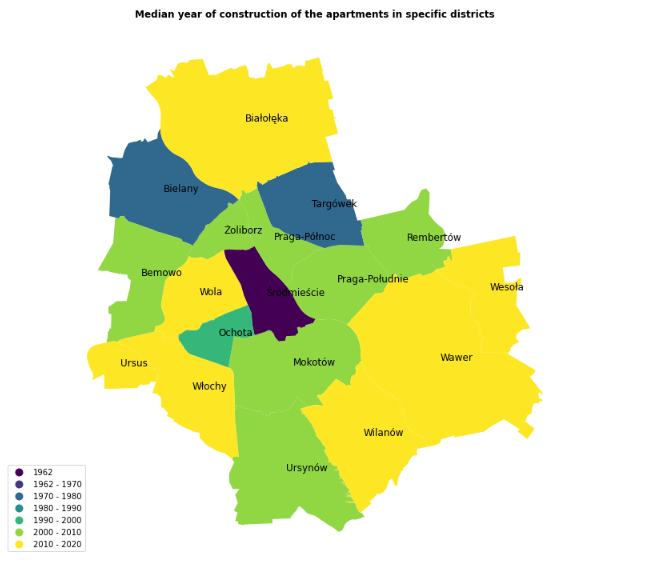 Median year of construction of the apartments in specific districts
Białołęka
Bielany
Targówek
Żoliborz
Praga-Północ
Rembertów
Bemowo
Praga-Południe
Wesoła
Wola
Śródmieście
Ochota
Ursus
Mokotów
Wawer
Włochy
Wilanów
Ursynów
1962
1962 - 1970
1970 - 1980
1980 - 1990
1990 - 2000
2000 - 2010
2010 - 2020